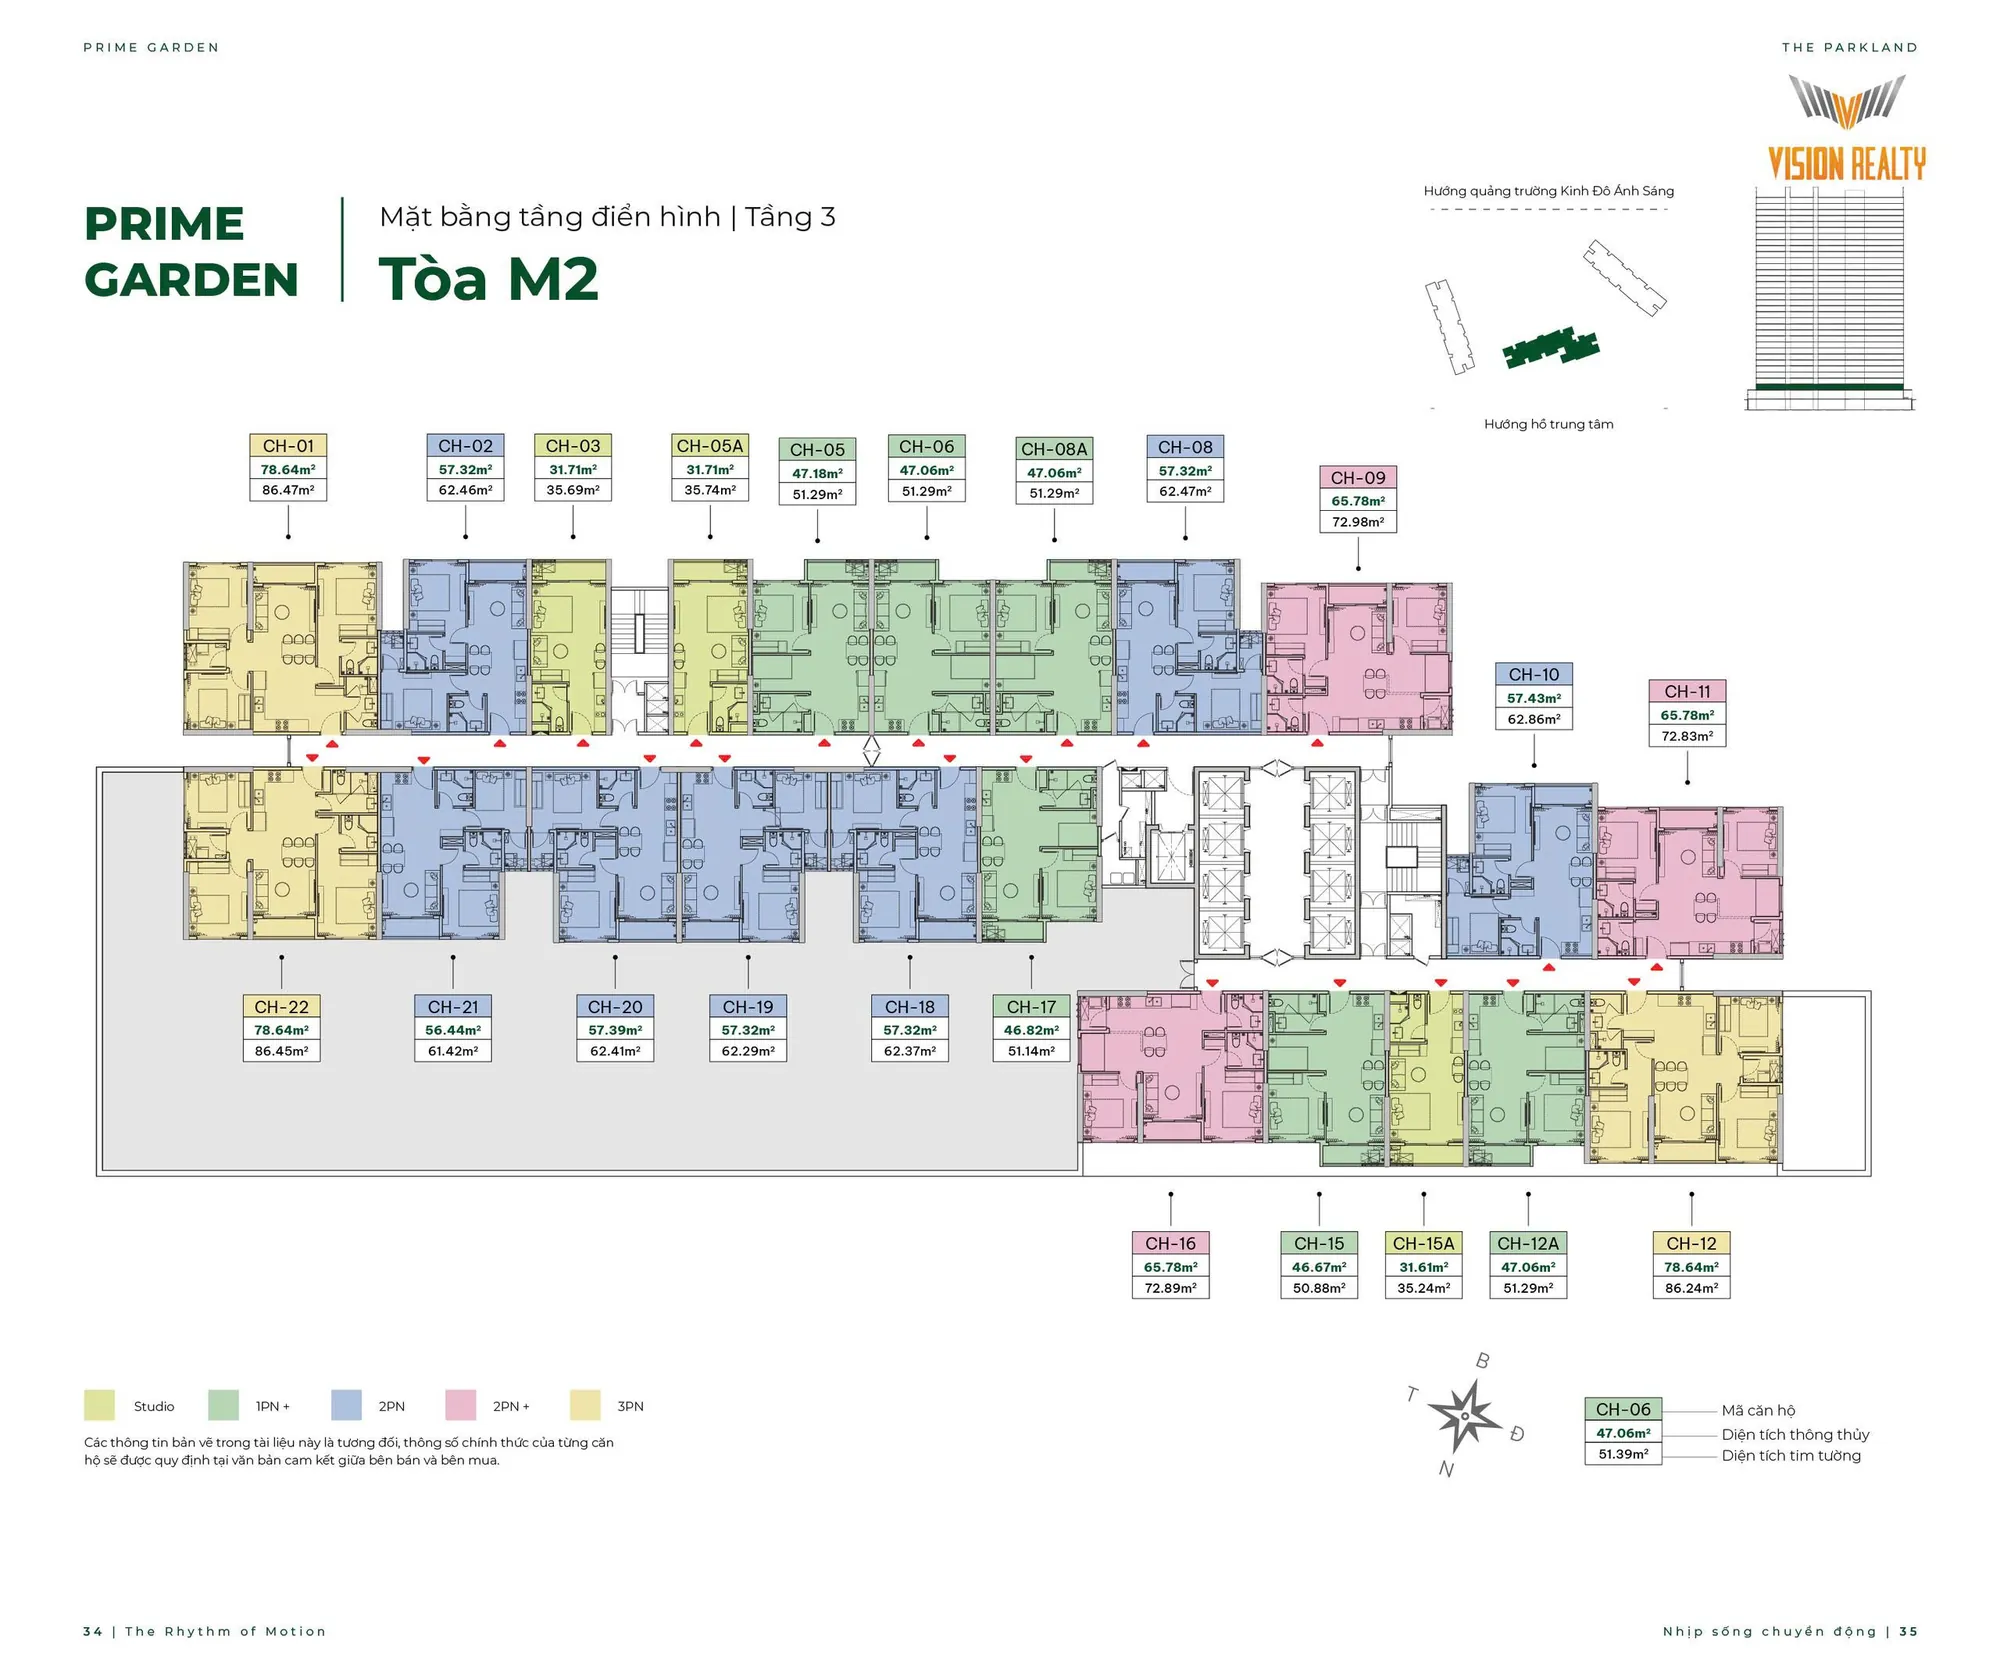 PRIME GARDEN
THE PARKLAND
VISION REALTY
PRIME
GARDEN
Mặt bằng tầng điển hình | Tầng 3
Tòa M2
Hướng quảng trường Kinh Đô Ánh Sáng
Hướng hồ trung tâm
CH-01
78.64m²
86.47m²
CH-02
57.32m²
62.46m²
CH-03
31.71m²
35.69m²
CH-05A
31.71m²
35.74m²
CH-05
47.18m²
51.29m²
CH-06
47.06m²
51.29m²
CH-08A
47.06m²
51.29m²
CH-08
57.32m²
62.47m²
CH-09
65.78m²
72.98m²
CH-10
57.43m²
62.86m²
CH-11
65.78m²
72.83m²
CH-22
78.64m²
86.45m²
CH-21
56.44m²
61.42m²
CH-20
57.39m²
62.41m²
CH-19
57.32m²
62.29m²
CH-18
57.32m²
62.37m²
CH-17
46.82m²
51.14m²
CH-16
65.78m²
72.89m²
CH-15
46.67m²
50.88m²
CH-15A
31.61m²
35.24m²
CH-12A
47.06m²
51.29m²
CH-12
78.64m²
86.24m²
Studio
1PN +
2PN
2PN +
3PN
Các thông tin bản vẽ trong tài liệu này là tương đối, thông số chính thức của từng căn
hộ sẽ được quy định tại văn bản cam kết giữa bên bán và bên mua.
B
T
Đ
N
CH-06
47.06m²
51.39m²
Mã căn hộ
Diện tích thông thủy
Diện tích tim tường
34 | The Rhythm of Motion
Nhịp sống chuyển động | 35